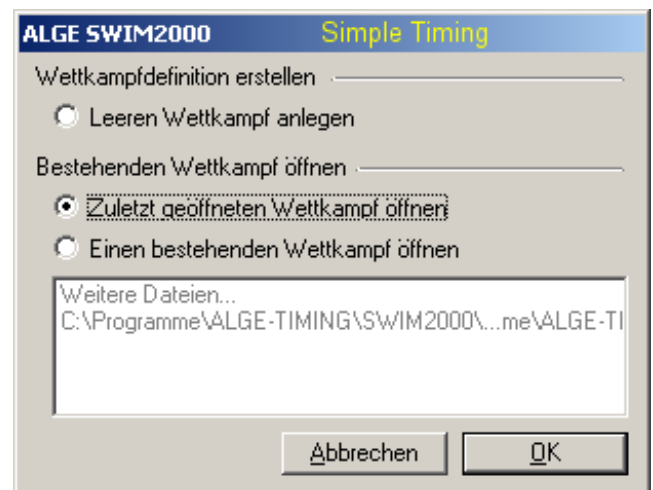 ALGE SWIM2000 Simple Timing
Wettkampfdefinition erstellen
Leeren Wettkampf anlegen
Bestehenden Wettkampf öffnen
Zuletzt geöffneten Wettkampf öffnen
Einen bestehenden Wettkampf öffnen
Weitere Dateien...
C:\Programme\ALGE-TIMING\SWIM2000\...me\ALGE-TI
Abbrechen OK